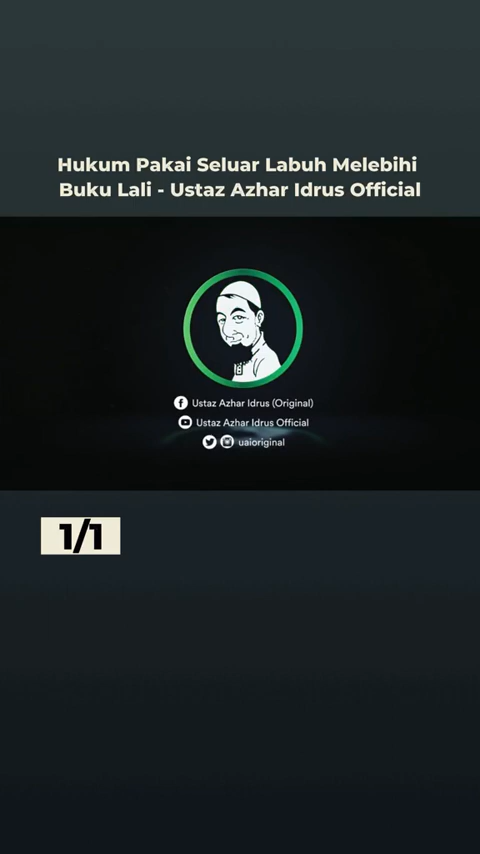 Hukum Pakai Seluar Labuh Melebihi
Buku Lali - Ustaz Azhar Idrus Official
Ustaz Azhar Idrus (Original)
Ustaz Azhar Idrus Official
uaioriginal
1/1